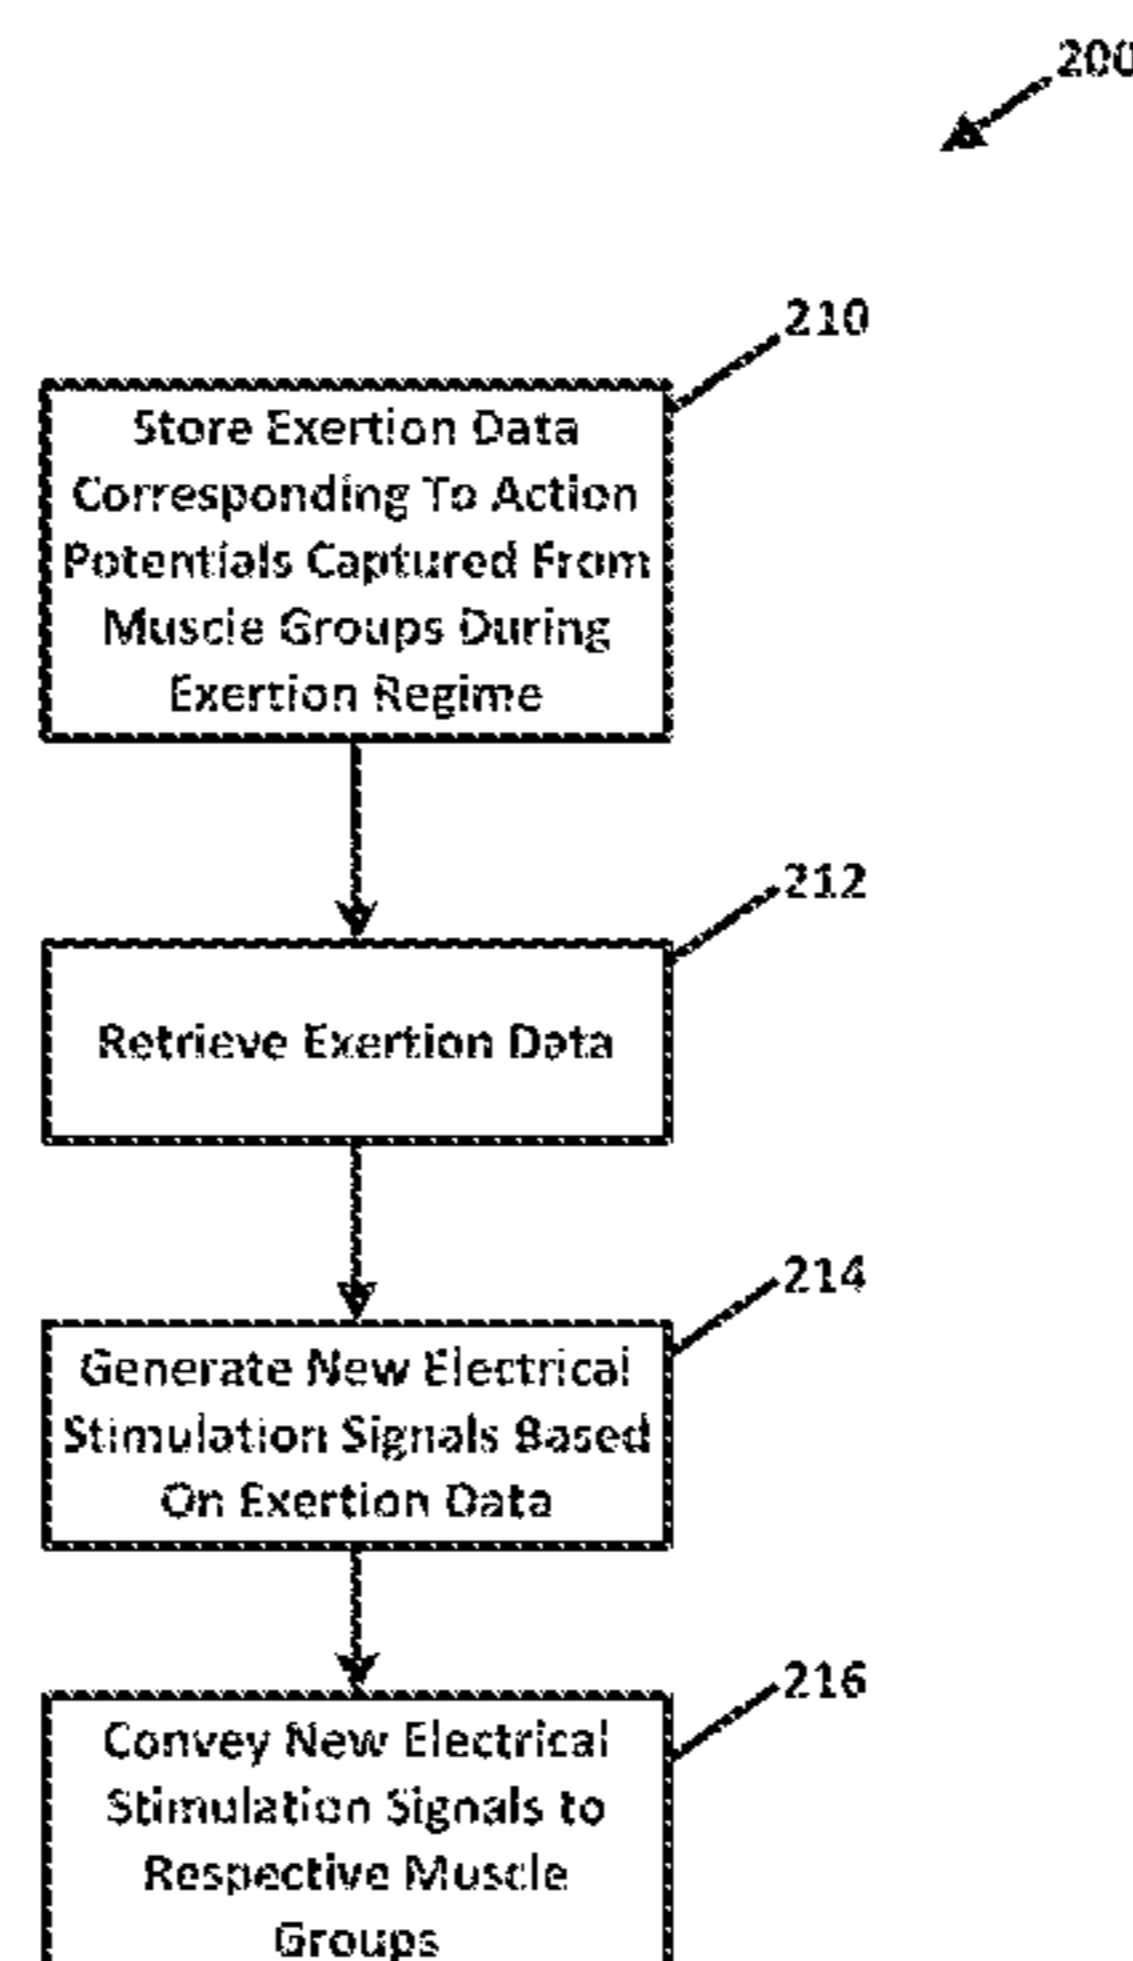 200
210
Store Exertion Data
Corresponding To Action
Potentials Captured From
Muscle Groups During
Exertion Regime
212
Retrieve Exertion Data
214
Generate New Electrical
Stimulation Signals Based
On Exertion Data
216
Convey New Electrical
Stimulation Signals to
Respective Muscle
Groups